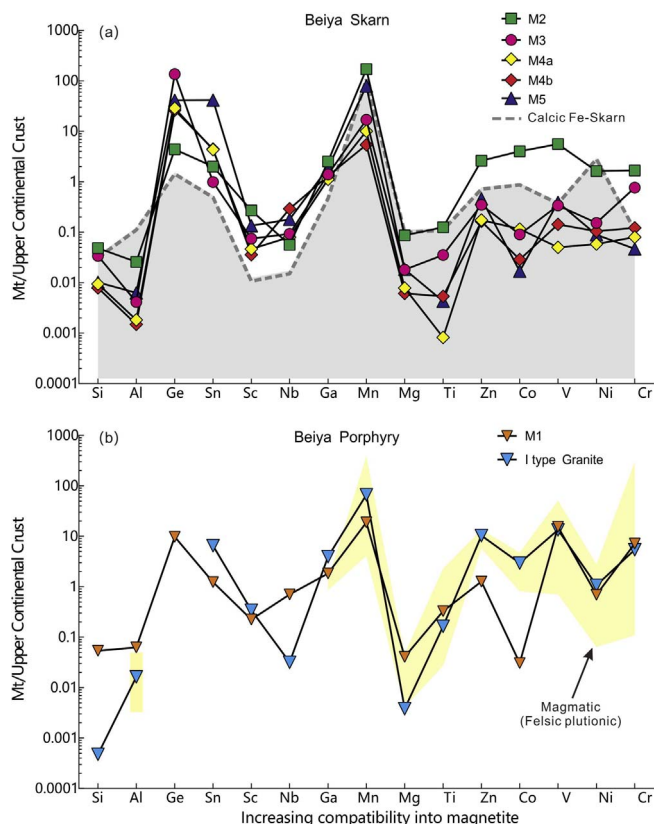 (a)
Beiya Skarn
M2
M3
M4a
M4b
M5
Calcic Fe-Skarn
Mt/Upper Continental Crust
1000
100
10
1
0.1
0.01
0.001
0.0001
Si Al Ge Sn Sc Nb Ga Mn Mg Ti Zn Co V Ni Cr
(b)
Beiya Porphyry
M1
I type Granite
Mt/Upper Continental Crust
1000
100
10
1
0.1
0.01
0.001
0.0001
Magmatic
(Felsic plutionic)
Si Al Ge Sn Sc Nb Ga Mn Mg Ti Zn Co V Ni Cr
Increasing compatibility into magnetite